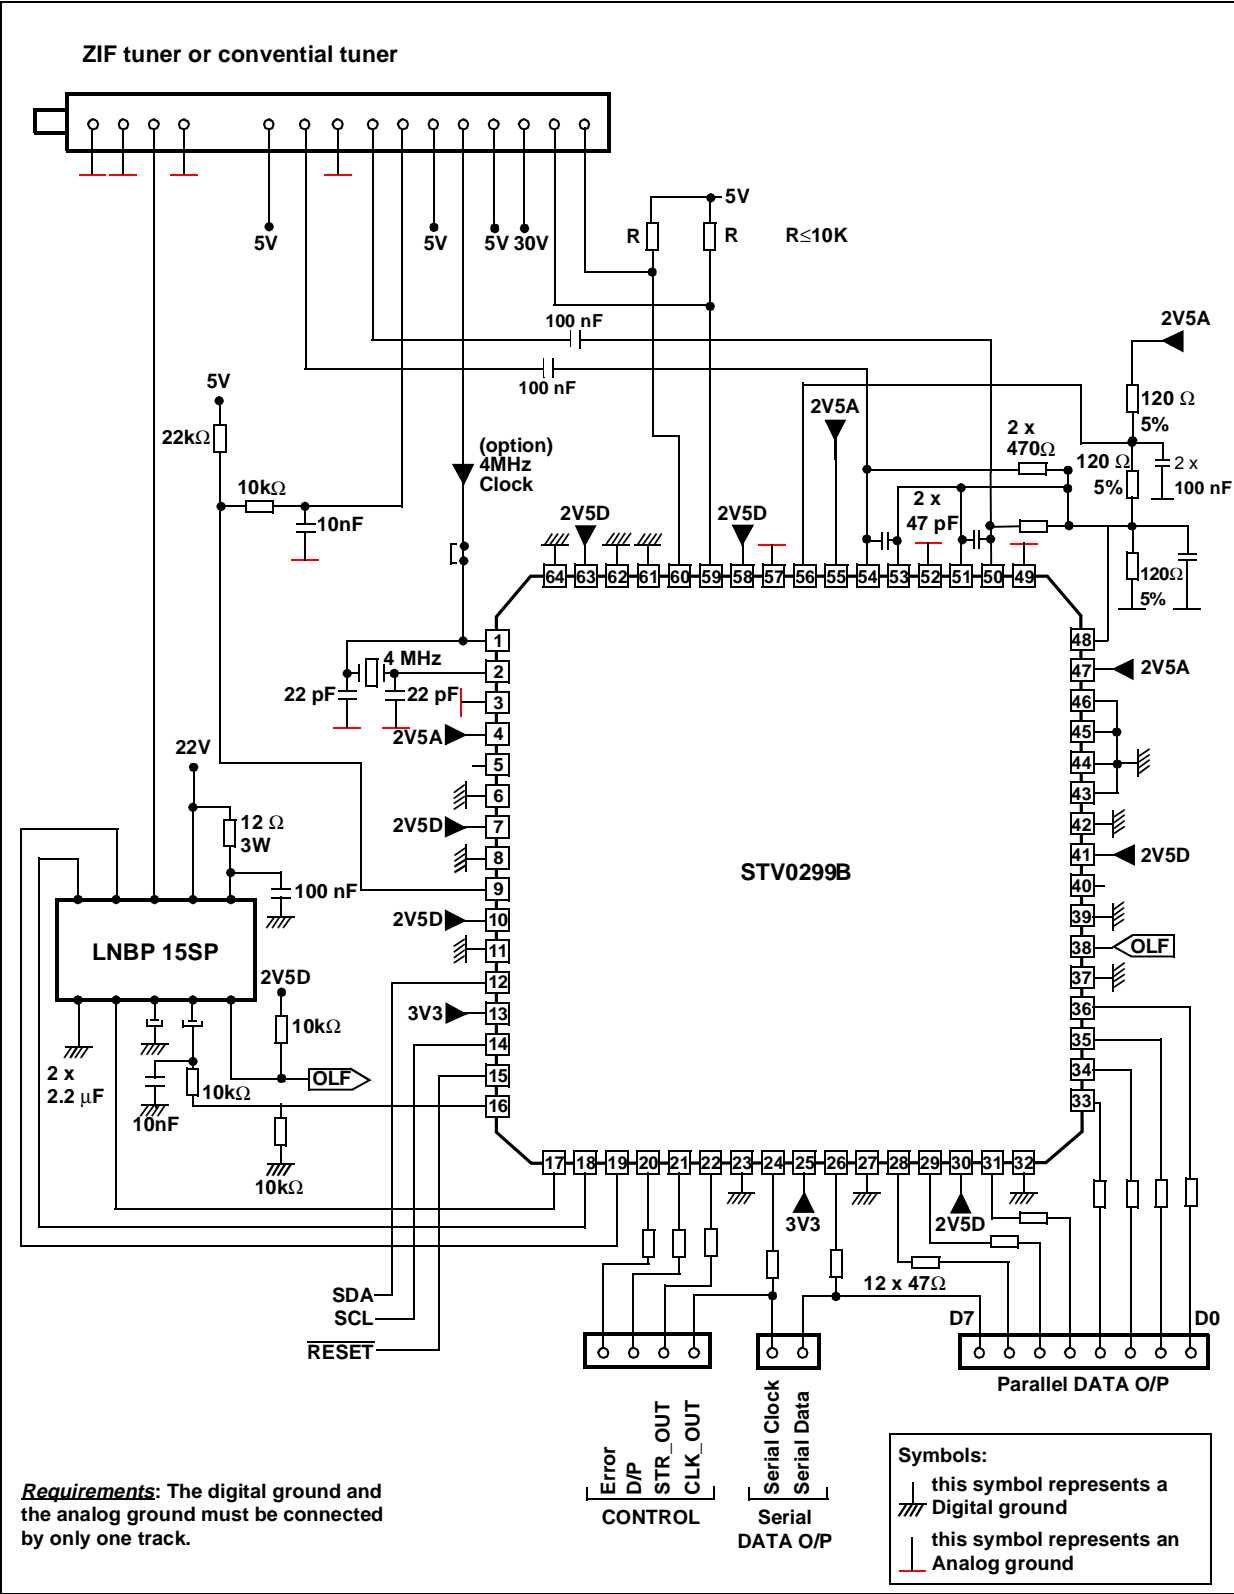 ZIF tuner or convential tuner
5V
5V
5V 30V
5V
R
R
R≤10K
100 nF
100 nF
2V5A
5V
22kΩ
10kΩ
10nF
(option)
4MHz
Clock
2V5A
120 Ω
5%
2 x
470Ω
120 Ω
5%
2 x
100 nF
2 x
47 pF
2V5D
2V5D
120Ω
5%
64 63 62 61 60 59 58 57 56 55 54 53 52 51 50 49
1
2
3
4
5
6
7
8
9
10
11
12
13
14
15
16
4 MHz
22 pF
22 pF
2V5A
2V5D
2V5D
3V3
48
47
46
45
44
43
42
41
40
39
38
37
36
35
34
33
2V5A
2V5D
OLF
STV0299B
22V
12 Ω
3W
100 nF
LNBP 15SP
2V5D
10kΩ
OLF
2 x
2.2 μF
10kΩ
10nF
10kΩ
17 18 19 20 21 22 23 24 25 26 27 28 29 30 31 32
3V3
2V5D
12 x 47Ω
SDA
SCL
RESET
D7
D0
Parallel DATA O/P
Error
D/P
STR_OUT
CLK_OUT
CONTROL
Serial Clock
Serial Data
Serial
DATA O/P
Requirements: The digital ground and
the analog ground must be connected
by only one track.
Symbols:
this symbol represents a
Digital ground
this symbol represents an
Analog ground